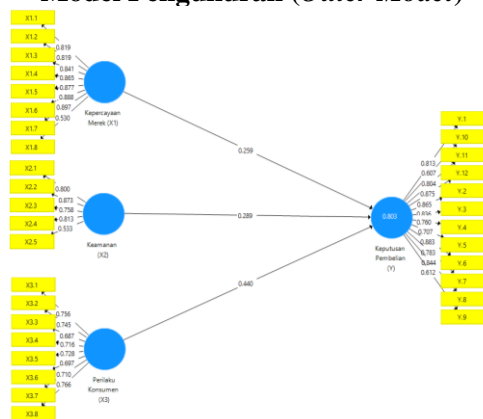 Model Pengukuran (Outer Model)
X1.1
X1.2
X1.3
X1.4
X1.5
X1.6
X1.7
X1.8
0.819
0.819
0.841
0.865
0.877
0.888
0.897
0.530
Kepercayaan
Merek (X1)
0.259
X2.1
X2.2
X2.3
X2.4
X2.5
0.800
0.873
0.758
0.813
0.533
Keamanan
(X2)
0.289
X3.1
X3.2
X3.3
X3.4
X3.5
X3.6
X3.7
X3.8
0.756
0.745
0.687
0.716
0.728
0.687
0.710
0.766
Perilaku
Konsumen
(X3)
0.440
0.803
Keputusan
Pembelian
(Y)
0.813
0.607
0.804
0.875
0.865
0.760
0.707
0.883
0.844
0.612
Y.1
Y.10
Y.11
Y.12
Y.2
Y.3
Y.4
Y.5
Y.6
Y.7
Y.8
Y.9